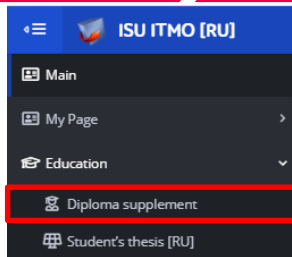 ISU ITMO [RU]
Main
My Page
Education
Diploma supplement
Student's thesis [RU]